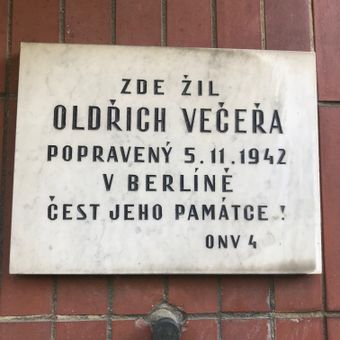 ZDE ŽIL
OLDŘICH VEČEŘA
POPRAVENÝ 5.11.1942
V BERLÍNĚ
ČEST JEHO PAMÁTCE!
ONV 4